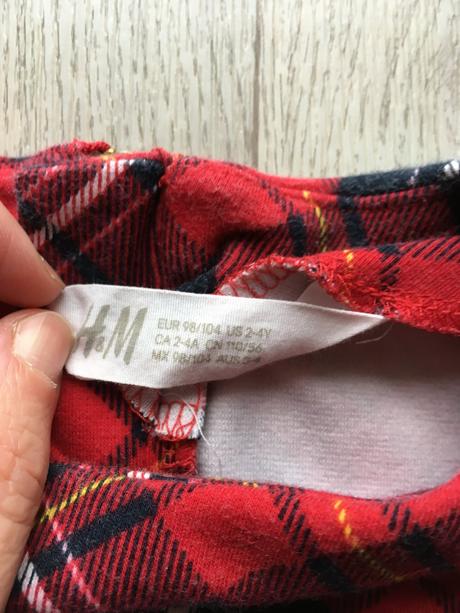 H&M
EUR 98/104 US 2-4Y
CA 2-4A CN 110/56
MX 98/104 AUS 2-4